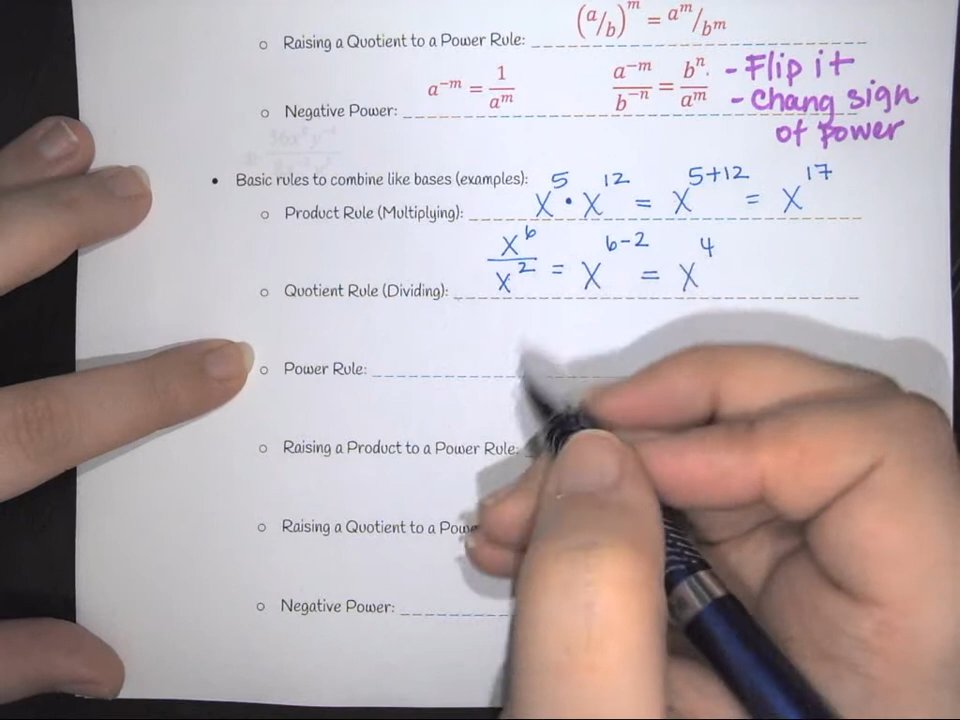 ○ Raising a Quotient to a Power Rule: (a/b)^m = a^m/b^m
○ Negative Power: a^{-m} = 1/a^m   a^{-m}/b^{-n} = b^n/a^m
- Flip it
- Chang sign
of power
• Basic rules to combine like bases (examples):
○ Product Rule (Multiplying): x^5 • x^12 = x^{5+12} = x^17
○ Quotient Rule (Dividing): x^6/x^2 = x^{6-2} = x^4
○ Power Rule:
○ Raising a Product to a Power Rule:
○ Raising a Quotient to a
○ Negative Power: